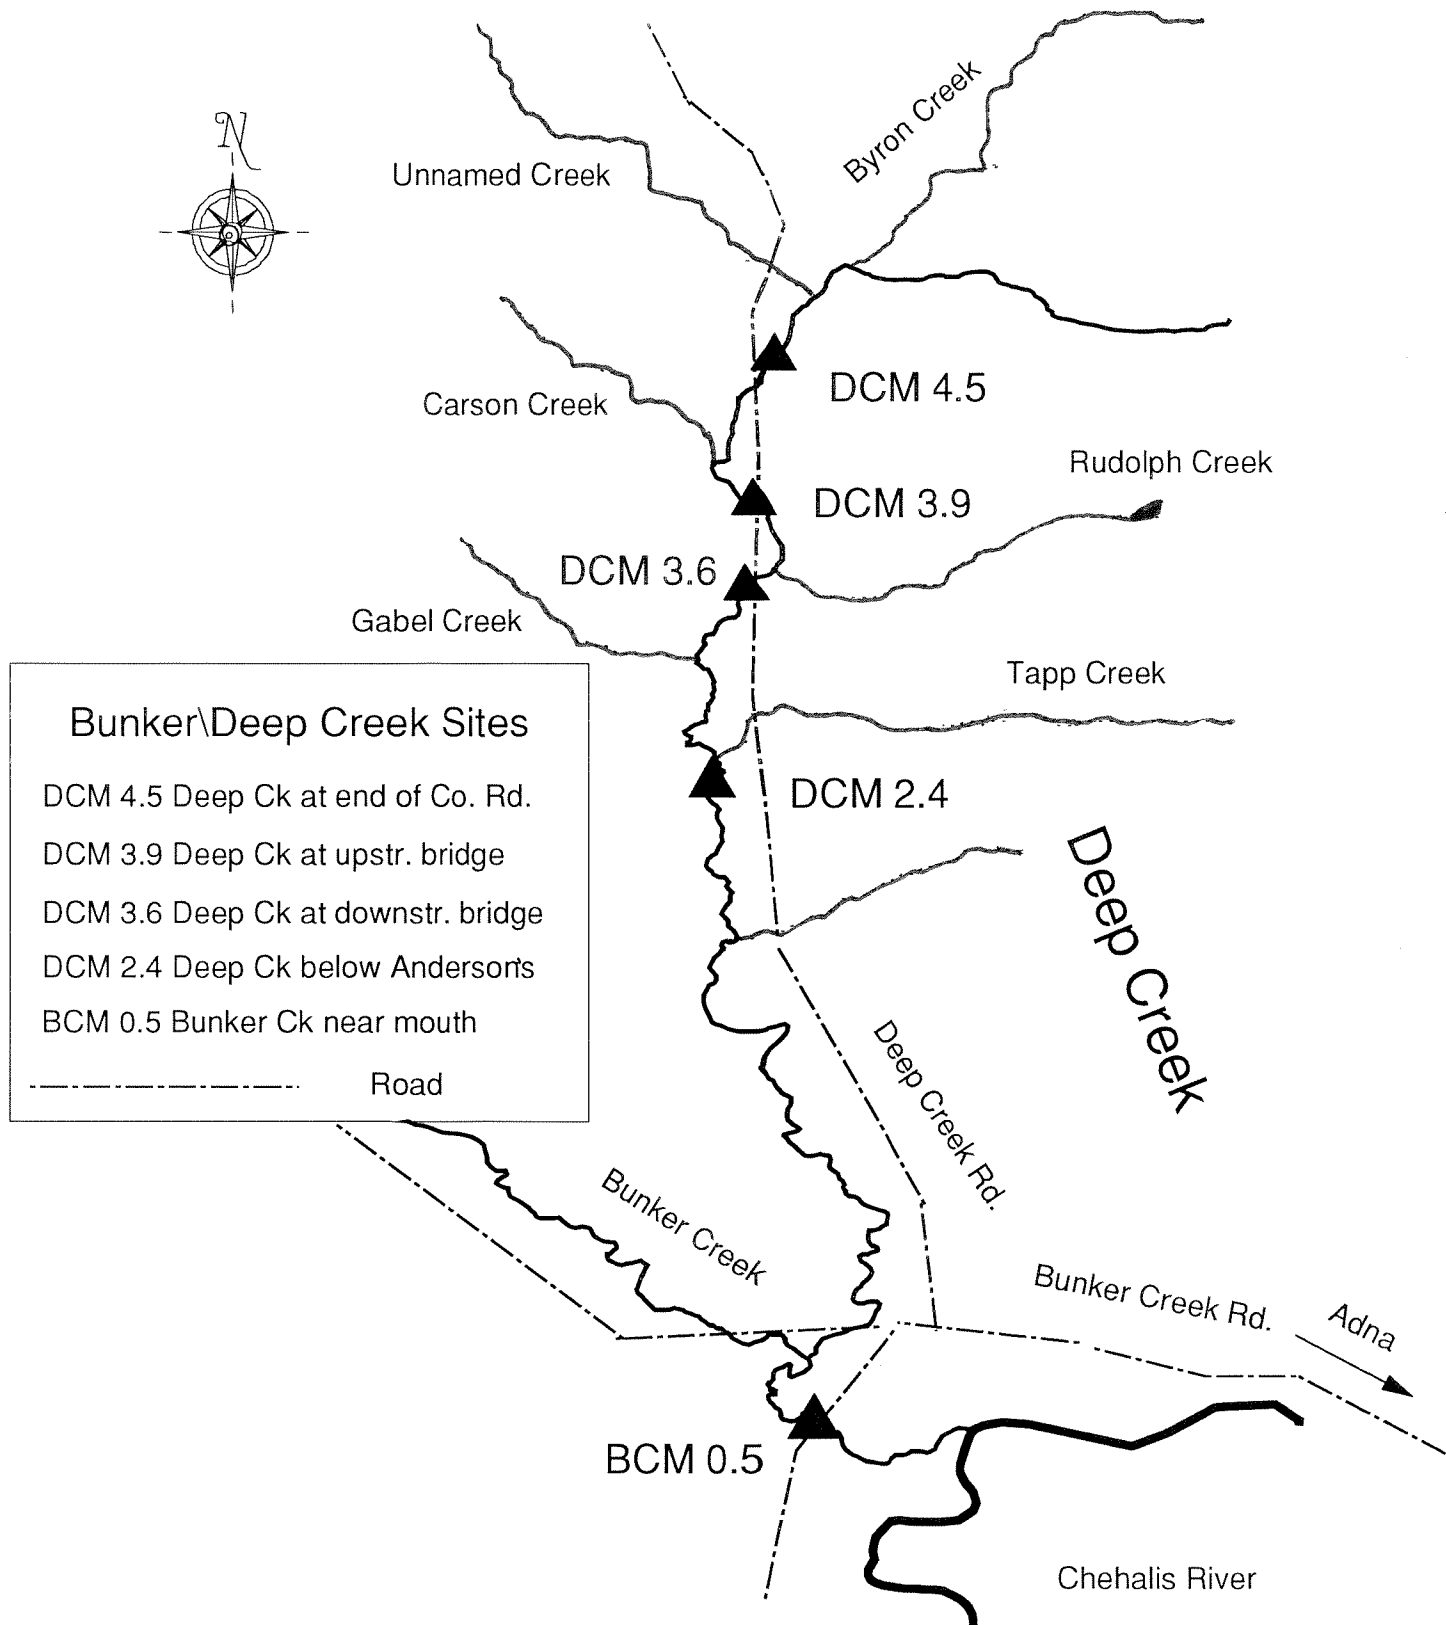 N
Byron Creek
Unnamed Creek
DCM 4.5
Carson Creek
Rudolph Creek
DCM 3.9
DCM 3.6
Gabel Creek
Tapp Creek
Bunker\Deep Creek Sites
DCM 4.5 Deep Ck at end of Co. Rd.
DCM 3.9 Deep Ck at upstr. bridge
DCM 3.6 Deep Ck at downstr. bridge
DCM 2.4 Deep Ck below Anderson's
BCM 0.5 Bunker Ck near mouth
Road
DCM 2.4
Deep Creek
Deep Creek Rd.
Bunker Creek
Bunker Creek Rd.
Adna
BCM 0.5
Chehalis River